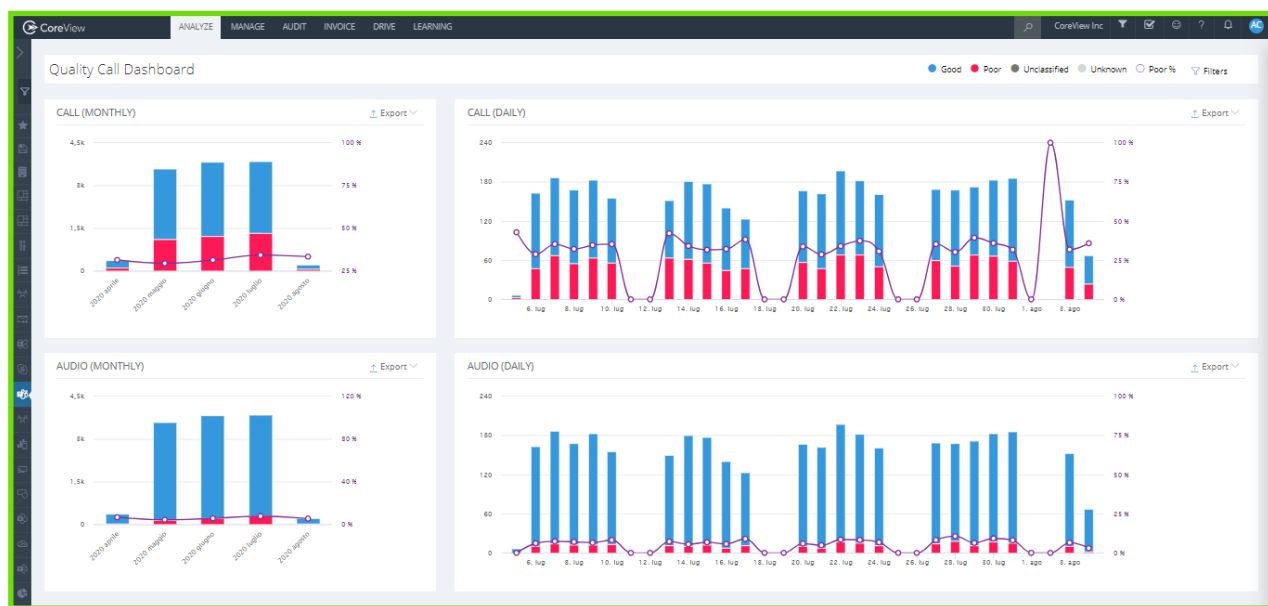 CoreView ANALYZE MANAGE AUDIT INVOICE DRIVE LEARNING CoreView Inc ? AC
Quality Call Dashboard Good Poor Unclassified Unknown Poor % Filters
CALL (MONTHLY) Export
4,5k 100 %
3k 75 %
1,5k 50 %
0 25 %
2020 aprile 2020 maggio 2020 giugno 2020 luglio 2020 agosto
CALL (DAILY) Export
240 100 %
180 75 %
120 50 %
60 25 %
0 0 %
6. lug 8. lug 10. lug 12. lug 14. lug 16. lug 18. lug 20. lug 22. lug 24. lug 26. lug 28. lug 30. lug 1. ago 3. ago
AUDIO (MONTHLY) Export
4,5k 120 %
3k 80 %
1,5k 40 %
0 0 %
2020 aprile 2020 maggio 2020 giugno 2020 luglio 2020 agosto
AUDIO (DAILY) Export
240 100 %
180 75 %
120 50 %
60 25 %
0 0 %
6. lug 8. lug 10. lug 12. lug 14. lug 16. lug 18. lug 20. lug 22. lug 24. lug 26. lug 28. lug 30. lug 1. ago 3. ago